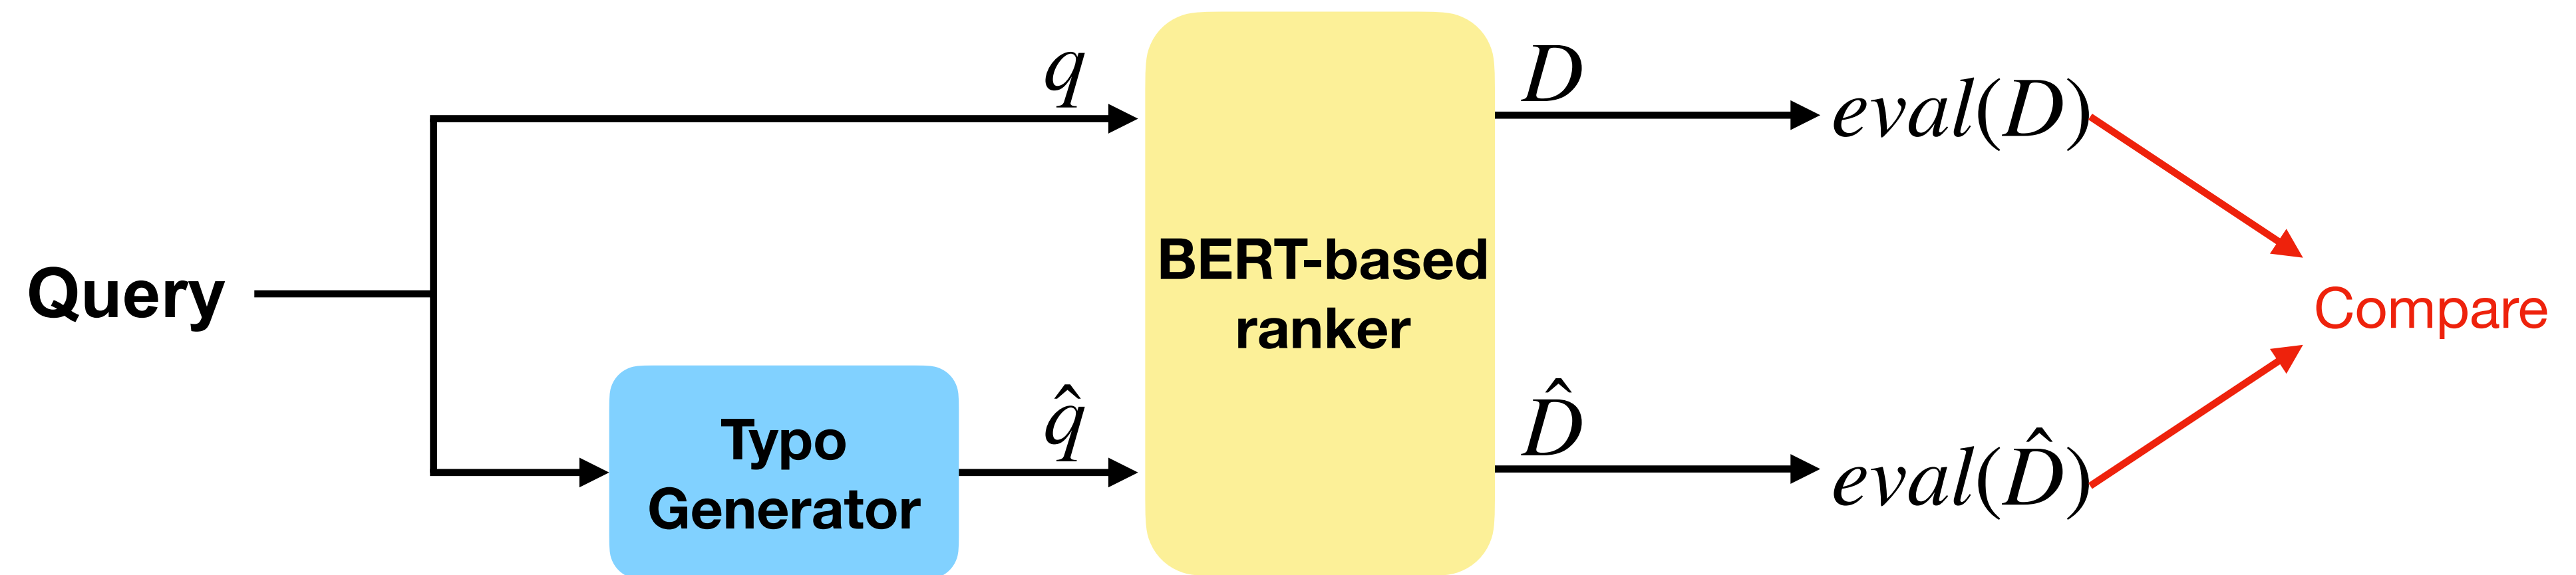 q
D
eval(D)
Query
BERT-based
ranker
Compare
Typo
Generator
q̂
D̂
eval(D̂)